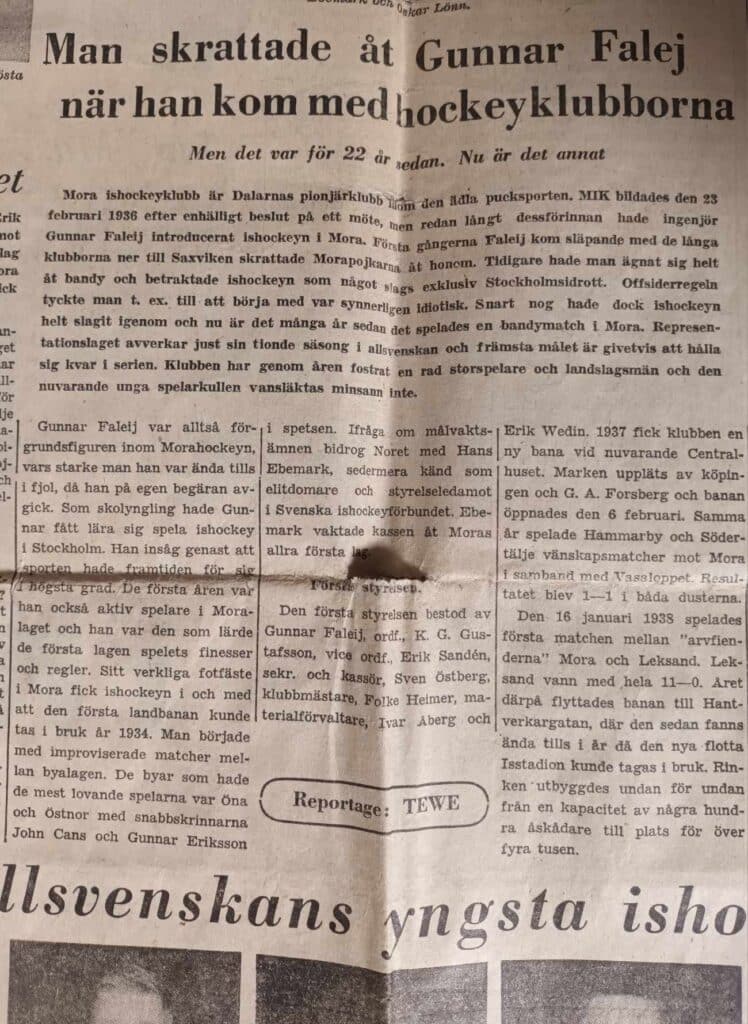 och Oskar Lönn.
Man skrattade åt Gunnar Falej
när han kom med hockeyklubborna
Men det var för 22 år sedan. Nu är det annat
Mora ishockeyklubb är Dalarnas pionjärklubb inom den ädla pucksporten. MIK bildades den 23
februari 1936 efter enhälligt beslut på ett möte, men redan långt dessförinnan hade ingenjör
Gunnar Faleij introducerat ishockeyn i Mora. Första gångerna Faleij kom släpande med de långa
klubborna ner till Saxviken skrattade Morapojkarna åt honom. Tidigare hade man ägnat sig helt
åt bandy och betraktade ishockeyn som något slags exklusiv Stockholmsidrott. Offsiderregeln
tyckte man t. ex. till att börja med var synnerligen idiotisk. Snart nog hade dock ishockeyn
helt slagit igenom och nu är det många år sedan det spelades en bandymatch i Mora. Represen-
tationslaget avverkar just sin tionde säsong i allsvenskan och främsta målet är givetvis att hålla
sig kvar i serien. Klubben har genom åren fostrat en rad storspelare och landslagsmän och den
nuvarande unga spelarkullen vansläktas minsann inte.
Gunnar Faleij var alltså för-
grundsfiguren inom Morahockeyn,
vars starke man han var ända tills
i fjol, då han på egen begäran av-
gick. Som skolyngling hade Gun-
nar fått lära sig spela ishockey
i Stockholm. Han insåg genast att
sporten hade framtiden för sig
i högsta grad. De första åren var
han också aktiv spelare i Mora-
laget och han var den som lärde
de första lagen spelets finesser
och regler. Sitt verkliga fotfäste
i Mora fick ishockeyn i och med
att den första landbanan kunde
tas i bruk år 1934. Man började
med improviserade matcher mel-
lan byalagen. De byar som hade
de mest lovande spelarna var Öna
och Östnor med snabbskrinnarna
John Cans och Gunnar Eriksson
i spetsen. Ifråga om målvakts-
ämnen bidrog Noret med Hans
Ebemark, sedermera känd som
elitdomare och styrelseledamot
i Svenska ishockeyförbundet. Ebe-
mark vaktade kassen åt Moras
allra första lag.
Första styrelsen.
Den första styrelsen bestod av
Gunnar Faleij, ordf., K. G. Gus-
tafsson, vice ordf., Erik Sandén,
sekr. och kassör, Sven Östberg,
klubbmästare, Folke Heimer, ma-
terialförvaltare, Ivar Åberg och
Reportage: TEWE
Erik Wedin. 1937 fick klubben en
ny bana vid nuvarande Central-
huset. Marken uppläts av köpin-
gen och G. A. Forsberg och banan
öppnades den 6 februari. Samma
år spelade Hammarby och Söder-
tälje vänskapsmatcher mot Mora
i samband med Vasaloppet. Resul-
tatet blev 1—1 i båda dusterna.
Den 16 januari 1938 spelades
första matchen mellan "arvfien-
derna" Mora och Leksand. Lek-
sand vann med hela 11—0. Året
därpå flyttades banan till Hant-
verkargatan, där den sedan fanns
ända tills i år då den nya flotta
Isstadion kunde tagas i bruk. Rin-
ken utbyggdes undan för undan
från en kapacitet av några hund-
ra åskådare till plats för över
fyra tusen.
llsvenskans yngsta isho